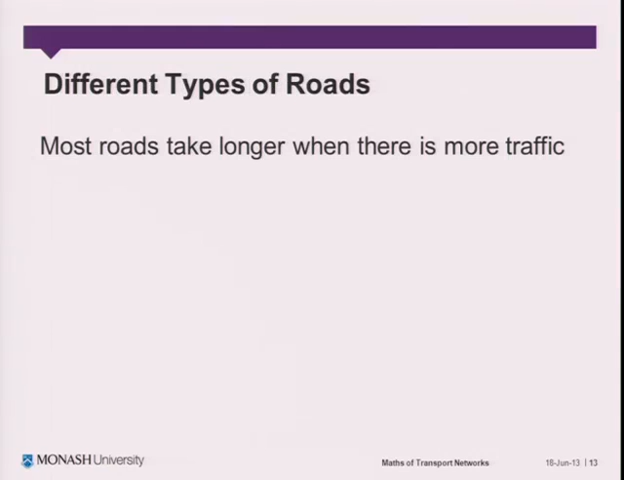 Different Types of Roads
Most roads take longer when there is more traffic
MONASH University
Maths of Transport Networks
18-Jun-13 | 13